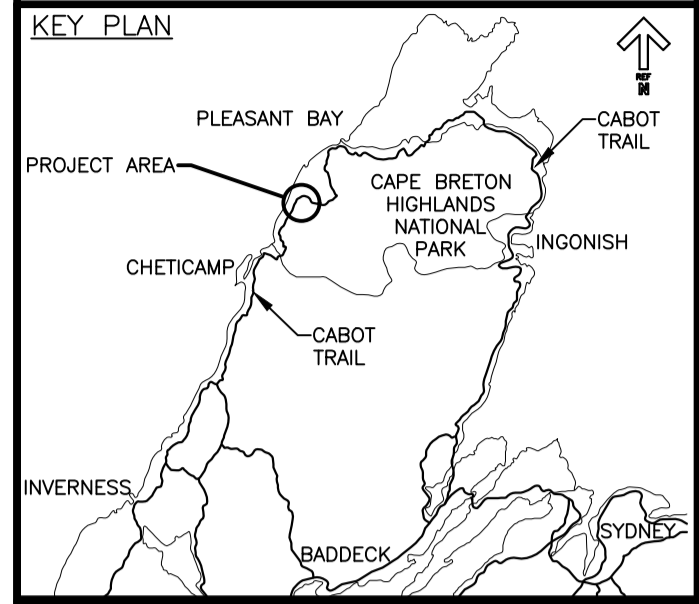 KEY PLAN
REF
N
PLEASANT BAY
CABOT
TRAIL
PROJECT AREA
CAPE BRETON
HIGHLANDS
NATIONAL
PARK
INGONISH
CHETICAMP
CABOT
TRAIL
INVERNESS
BADDECK
SYDNEY